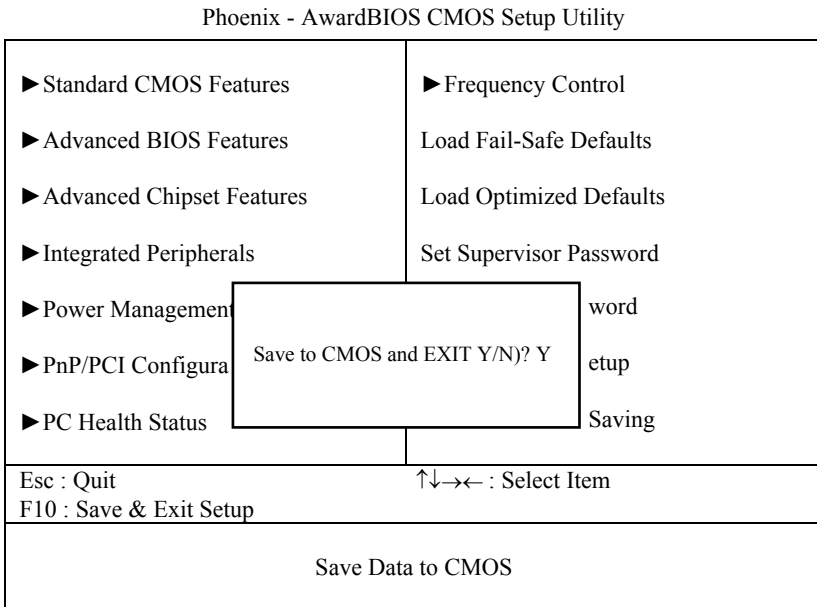 Phoenix - AwardBIOS CMOS Setup Utility
►Standard CMOS Features
►Advanced BIOS Features
►Advanced Chipset Features
►Integrated Peripherals
►Power Management
►PnP/PCI Configura
►PC Health Status
►Frequency Control
Load Fail-Safe Defaults
Load Optimized Defaults
Set Supervisor Password
word
etup
Saving
Save to CMOS and EXIT Y/N)? Y
Esc : Quit
↑↓→← : Select Item
F10 : Save & Exit Setup
Save Data to CMOS